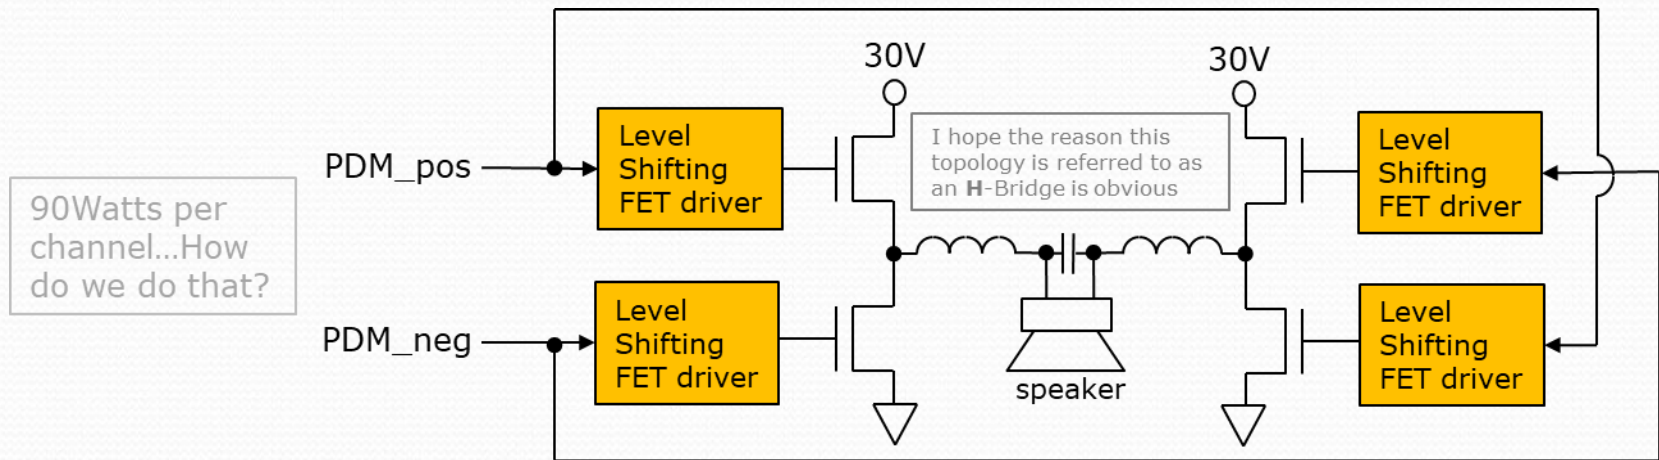 30V
30V
Level
Shifting
FET driver
I hope the reason this
topology is referred to as
an H-Bridge is obvious
Level
Shifting
FET driver
PDM_pos
90Watts per
channel...How
do we do that?
Level
Shifting
FET driver
PDM_neg
speaker
Level
Shifting
FET driver